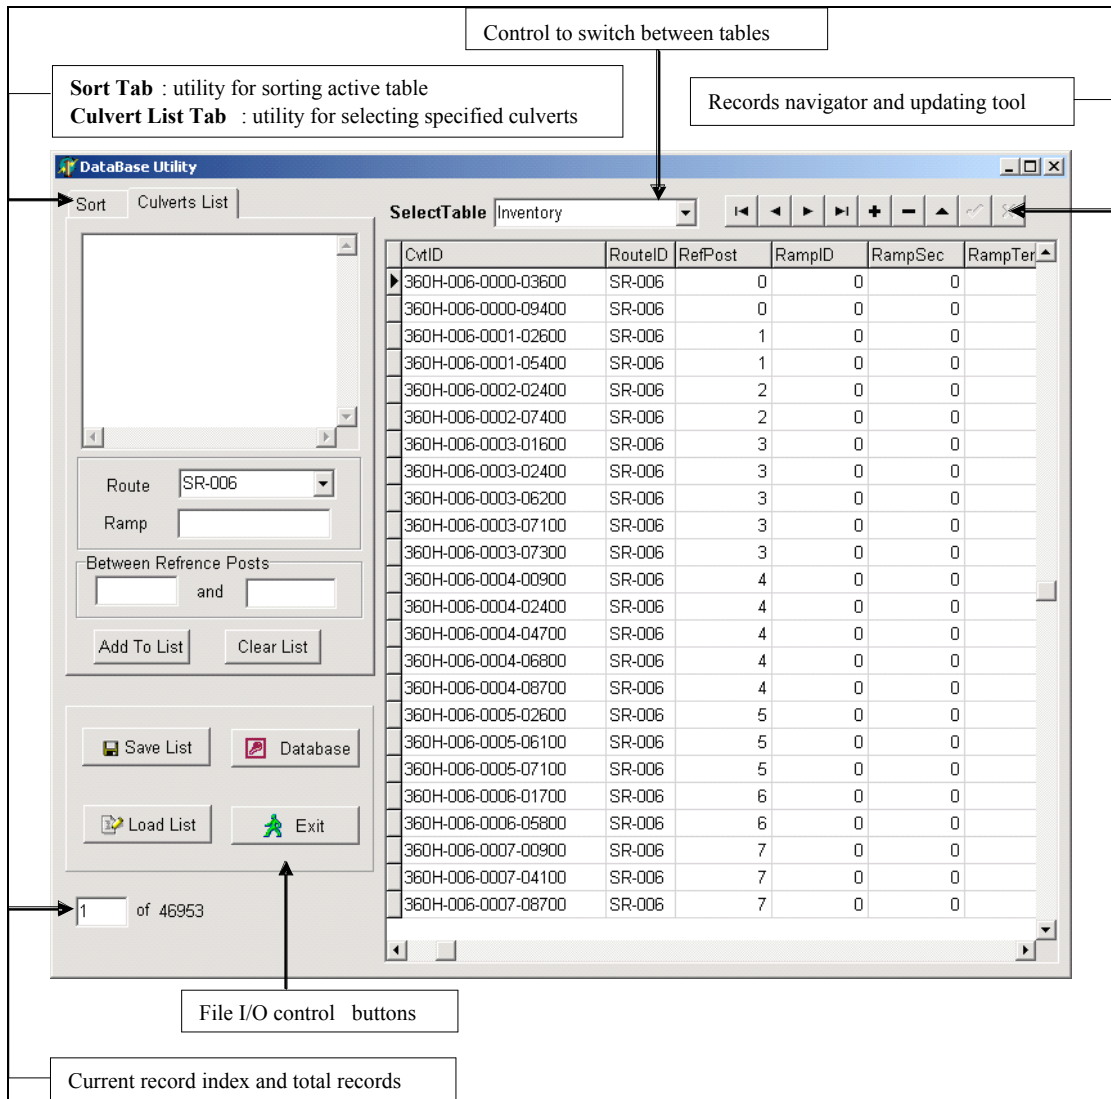 Control to switch between tables
Sort Tab : utility for sorting active table
Culvert List Tab : utility for selecting specified culverts
Records navigator and updating tool
DataBase Utility
Sort Culverts List
SelectTable Inventory
CvtID RouteID RefPost RampID RampSec RampTer
360H-006-0000-03600 SR-006 0 0 0
360H-006-0000-09400 SR-006 0 0 0
360H-006-0001-02600 SR-006 1 0 0
360H-006-0001-05400 SR-006 1 0 0
360H-006-0002-02400 SR-006 2 0 0
360H-006-0002-07400 SR-006 2 0 0
360H-006-0003-01600 SR-006 3 0 0
360H-006-0003-02400 SR-006 3 0 0
360H-006-0003-06200 SR-006 3 0 0
360H-006-0003-07100 SR-006 3 0 0
360H-006-0003-07300 SR-006 3 0 0
360H-006-0004-00900 SR-006 4 0 0
360H-006-0004-02400 SR-006 4 0 0
360H-006-0004-04700 SR-006 4 0 0
360H-006-0004-06800 SR-006 4 0 0
360H-006-0004-08700 SR-006 4 0 0
360H-006-0005-02600 SR-006 5 0 0
360H-006-0005-06100 SR-006 5 0 0
360H-006-0005-07100 SR-006 5 0 0
360H-006-0006-01700 SR-006 6 0 0
360H-006-0006-05800 SR-006 6 0 0
360H-006-0007-00900 SR-006 7 0 0
360H-006-0007-04100 SR-006 7 0 0
360H-006-0007-08700 SR-006 7 0 0
Route SR-006
Ramp
Between Refrence Posts
and
Add To List Clear List
Save List Database
Load List Exit
1 of 46953
File I/O control buttons
Current record index and total records